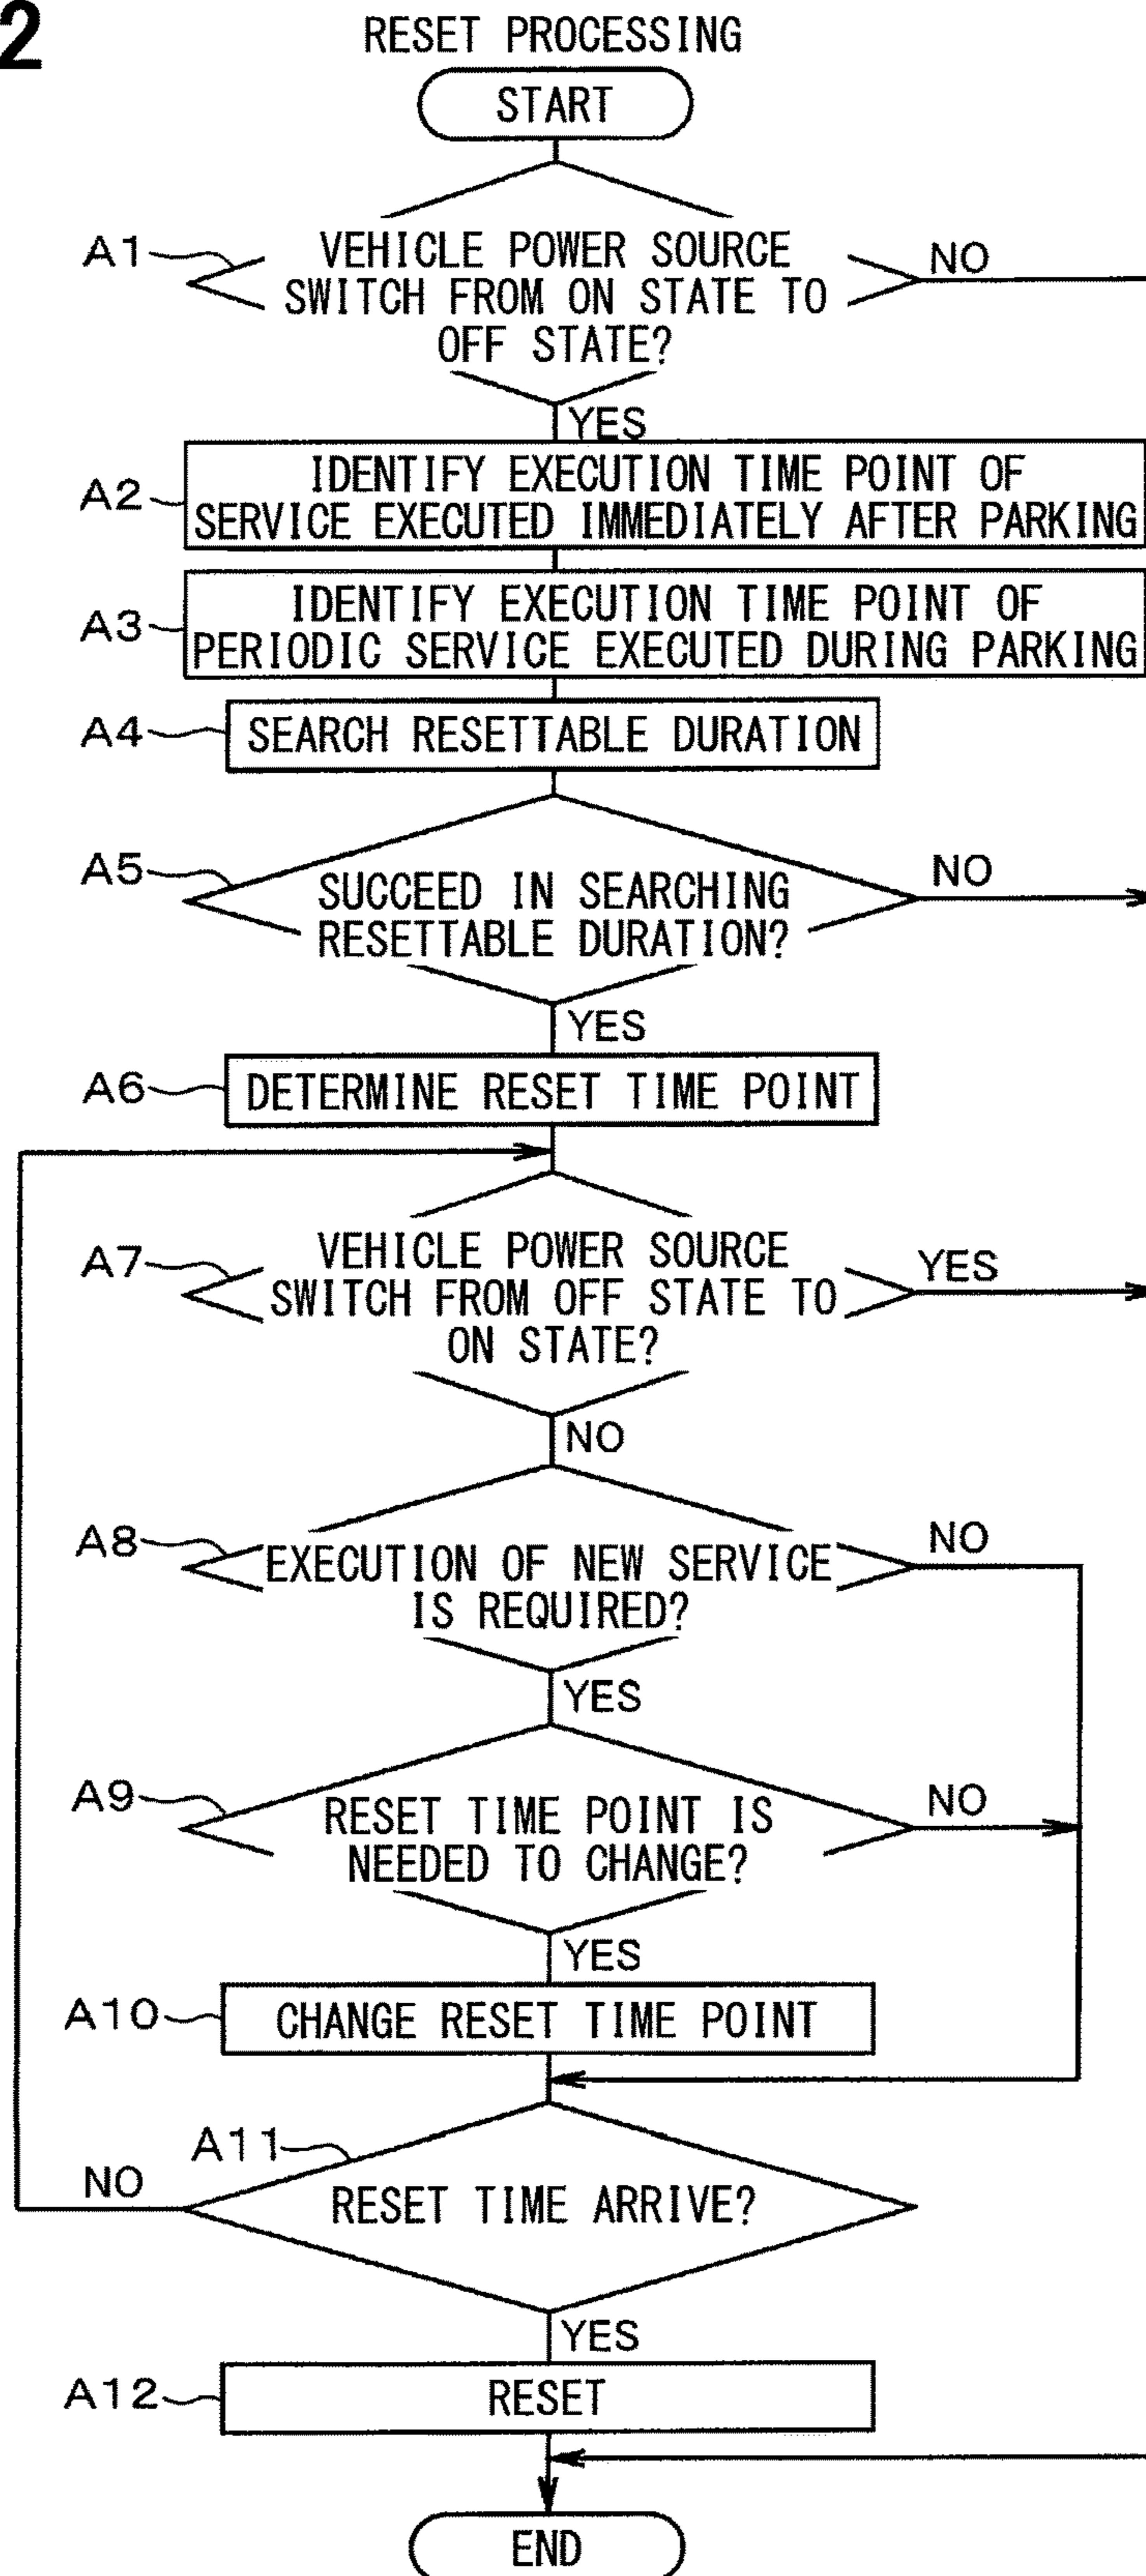 2
RESET PROCESSING
START
A1
VEHICLE POWER SOURCE
SWITCH FROM ON STATE TO
OFF STATE?
NO
YES
A2
IDENTIFY EXECUTION TIME POINT OF
SERVICE EXECUTED IMMEDIATELY AFTER PARKING
A3
IDENTIFY EXECUTION TIME POINT OF
PERIODIC SERVICE EXECUTED DURING PARKING
A4
SEARCH RESETTABLE DURATION
A5
SUCCEED IN SEARCHING
RESETTABLE DURATION?
NO
YES
A6
DETERMINE RESET TIME POINT
A7
VEHICLE POWER SOURCE
SWITCH FROM OFF STATE TO
ON STATE?
YES
NO
A8
EXECUTION OF NEW SERVICE
IS REQUIRED?
NO
YES
A9
RESET TIME POINT IS
NEEDED TO CHANGE?
NO
YES
A10
CHANGE RESET TIME POINT
A11
NO
RESET TIME ARRIVE?
YES
A12
RESET
END